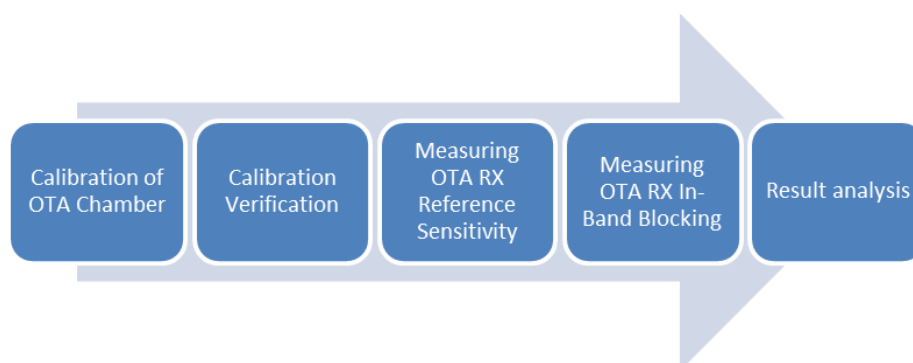 Calibration of
OTA Chamber
Calibration
Verification
Measuring
OTA RX
Reference
Sensitivity
Measuring
OTA RX In-
Band Blocking
Result analysis